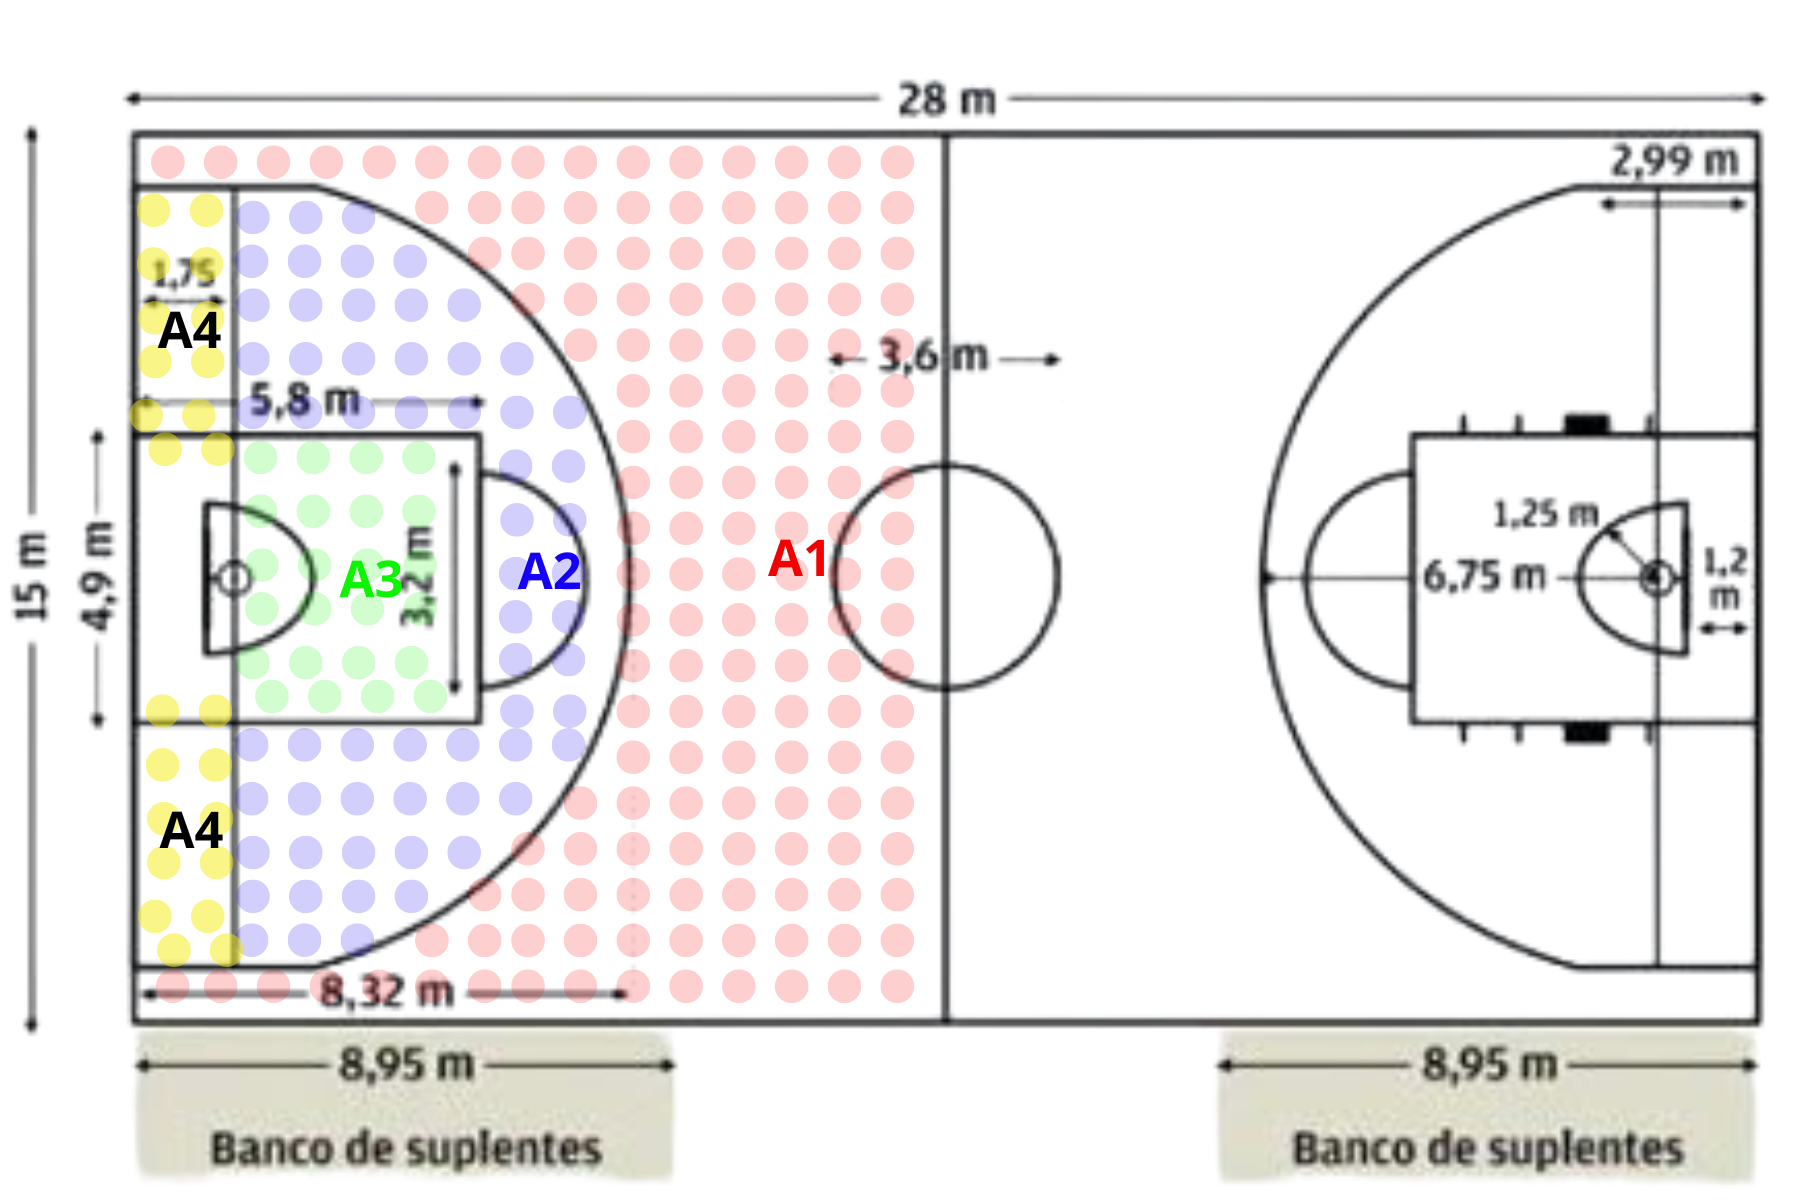 28 m
2,99 m
1,75
A4
3,6 m
5,8 m
15 m
4,9 m
A3
3,2 m
A2
A1
1,25 m
6,75 m
1,2
m
A4
8,32 m
8,95 m
8,95 m
Banco de suplentes
Banco de suplentes